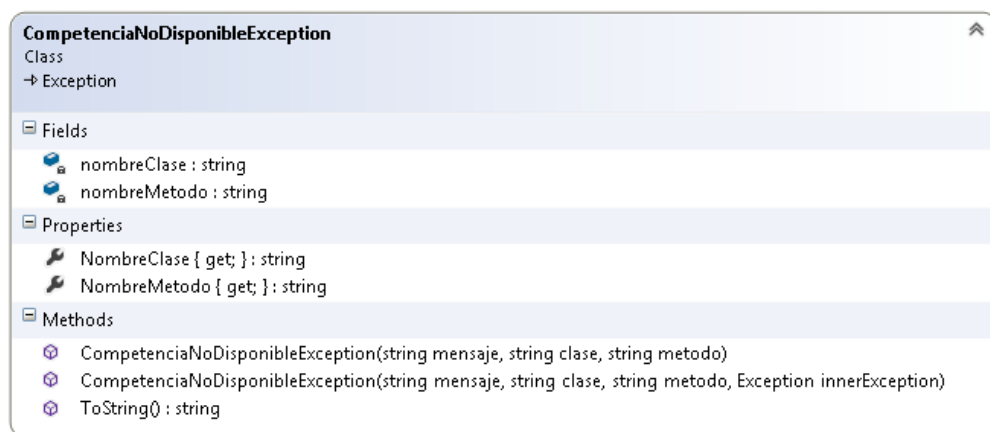 CompetenciaNoDisponibleException
Class
Exception
Fields
nombreClase : string
nombreMetodo : string
Properties
NombreClase { get; } : string
NombreMetodo { get; } : string
Methods
CompetenciaNoDisponibleException(string mensaje, string clase, string metodo)
CompetenciaNoDisponibleException(string mensaje, string clase, string metodo, Exception innerException)
ToString() : string